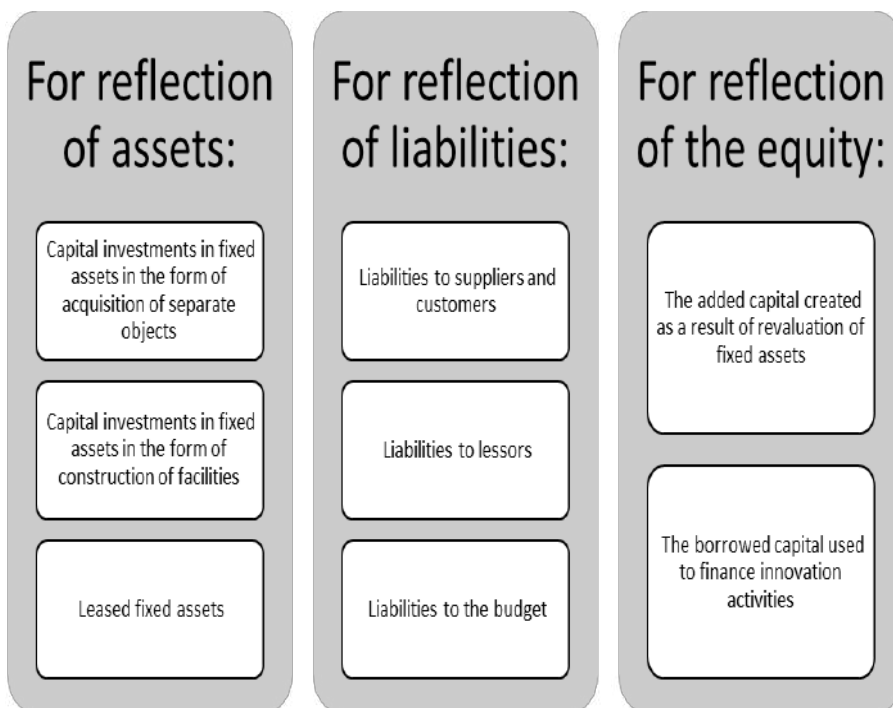 For reflection
of assets:
Capital investments in fixed
assets in the form of
acquisition of separate
objects
Capital investments in fixed
assets in the form of
construction of facilities
Leased fixed assets
For reflection
of liabilities:
Liabilities to suppliers and
customers
Liabilities to lessors
Liabilities to the budget
For reflection
of the equity:
The added capital created
as a result of revaluation of
fixed assets
The borrowed capital used
to finance innovation
activities